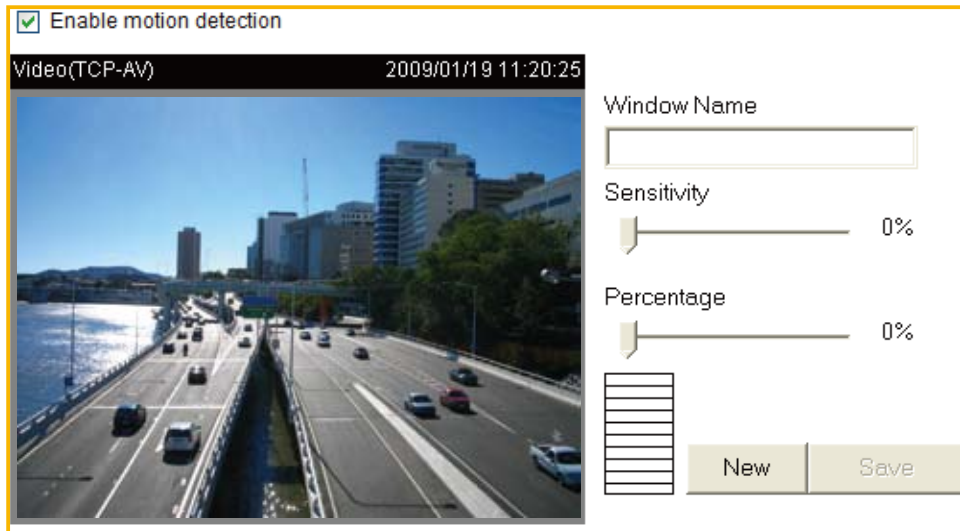 Enable motion detection
Video(TCP-AV) 2009/01/19 11:20:25
Window Name
Sensitivity
0%
Percentage
0%
New Save